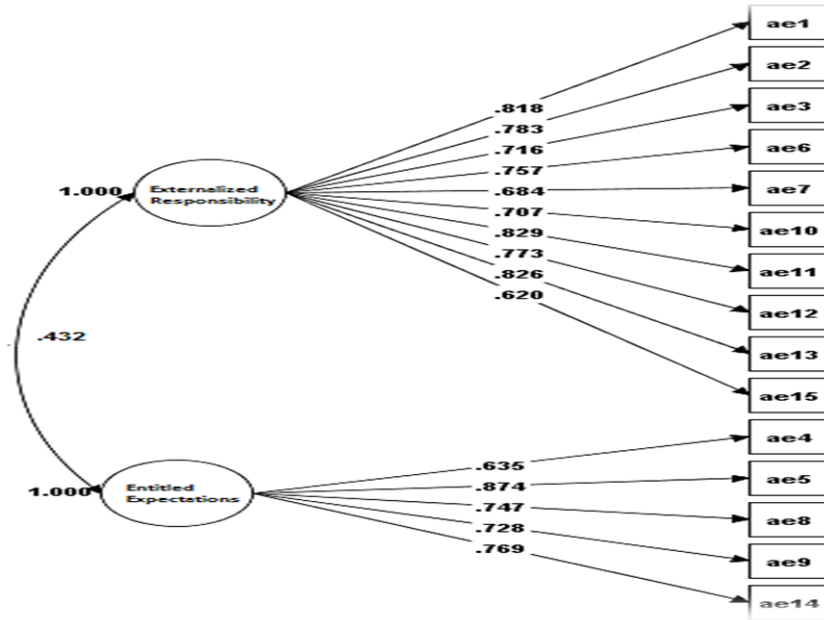 ae1
ae2
ae3
ae6
ae7
ae10
ae11
ae12
ae13
ae15
ae4
ae5
ae8
ae9
ae14
.818
.783
.716
.757
.684
.707
.829
.773
.826
.620
1.000
Externalized
Responsibility
.432
1.000
Entitled
Expectations
.635
.874
.747
.728
.769